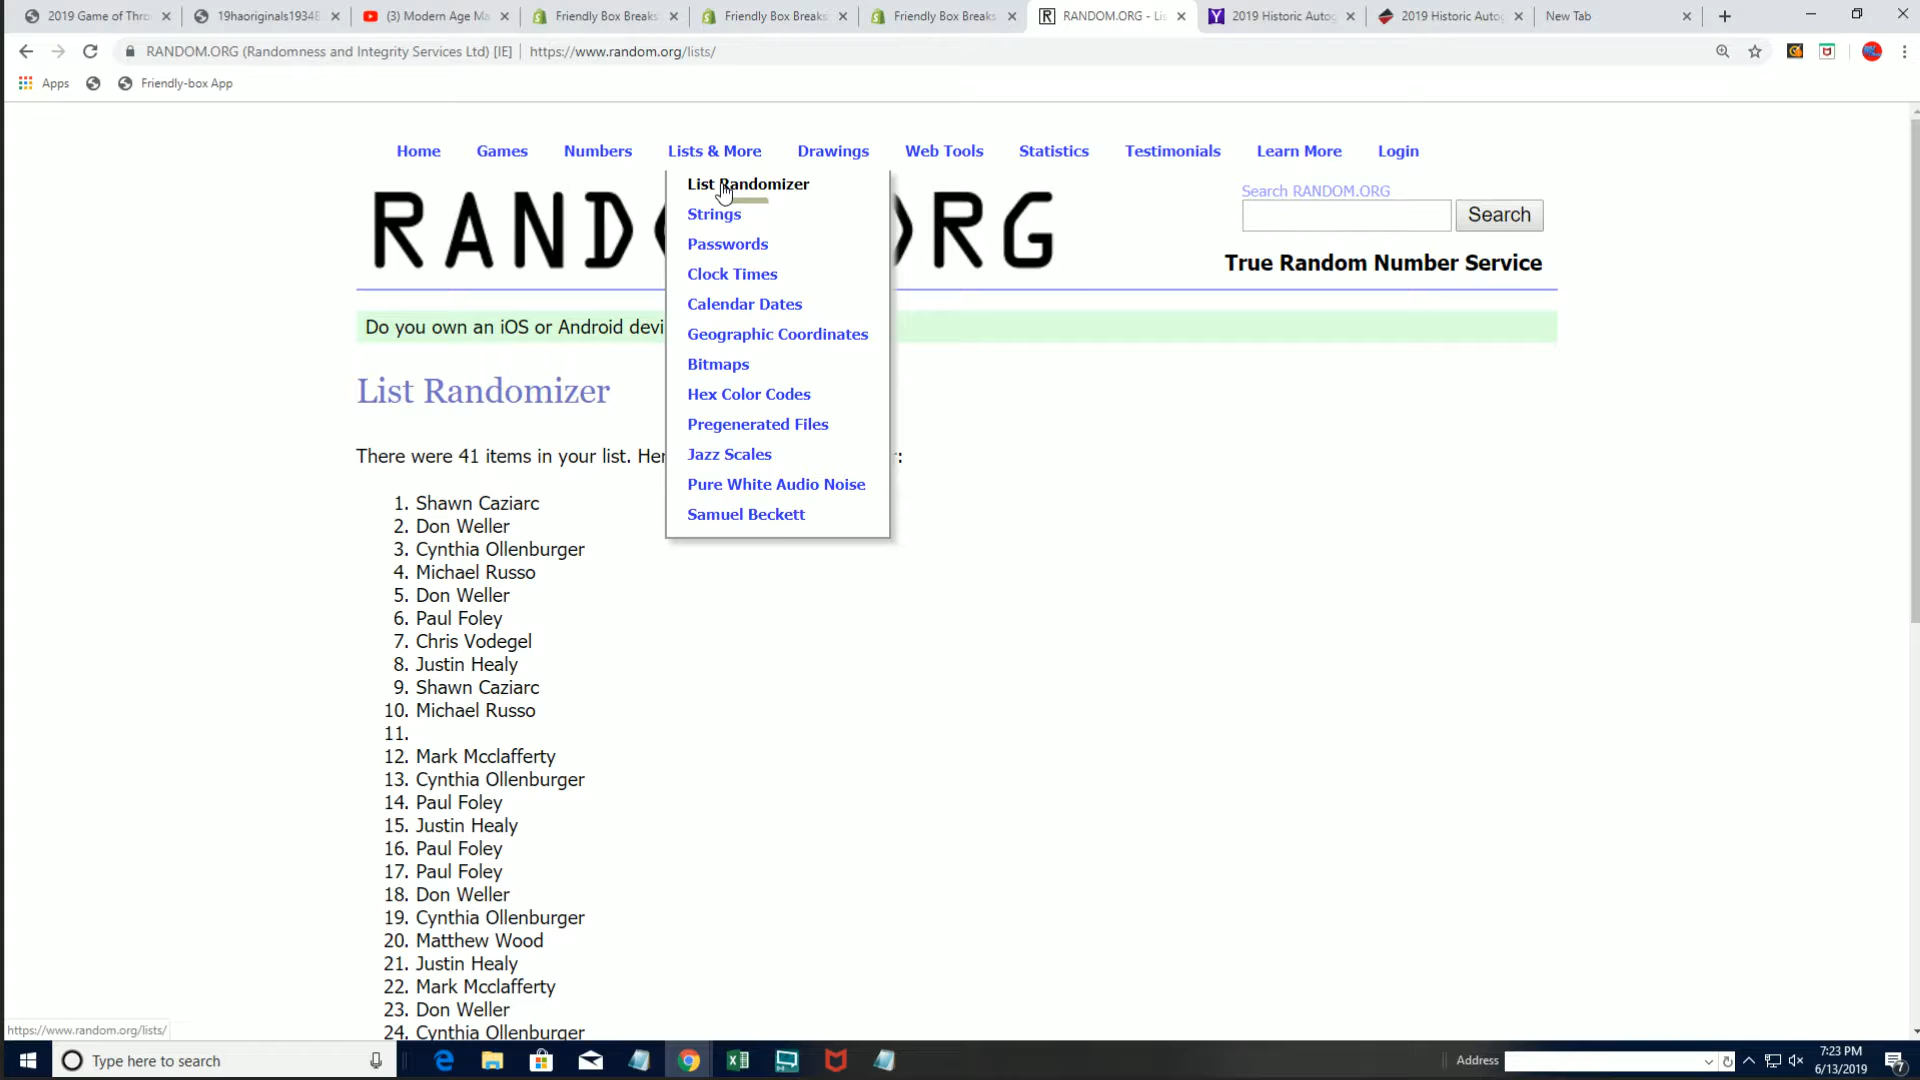 2019 Game of Thro
19haoriginals19348
(3) Modern Age Ma
Friendly Box Breaks
Friendly Box Breaks
Friendly Box Breaks
RANDOM.ORG - Lis
2019 Historic Autog
2019 Historic Autog
New Tab
RANDOM.ORG (Randomness and Integrity Services Ltd) [IE] | https://www.random.org/lists/
Apps
Friendly-box App
Home Games Numbers Lists & More Drawings Web Tools Statistics Testimonials Learn More Login
List Randomizer
Strings
Passwords
Clock Times
Calendar Dates
Geographic Coordinates
Bitmaps
Hex Color Codes
Pregenerated Files
Jazz Scales
Pure White Audio Noise
Samuel Beckett
RAND RG
Search RANDOM.ORG
Search
True Random Number Service
Do you own an iOS or Android devi
List Randomizer
There were 41 items in your list. Her :
1. Shawn Caziarc
2. Don Weller
3. Cynthia Ollenburger
4. Michael Russo
5. Don Weller
6. Paul Foley
7. Chris Vodegel
8. Justin Healy
9. Shawn Caziarc
10. Michael Russo
11.
12. Mark Mcclafferty
13. Cynthia Ollenburger
14. Paul Foley
15. Justin Healy
16. Paul Foley
17. Paul Foley
18. Don Weller
19. Cynthia Ollenburger
20. Matthew Wood
21. Justin Healy
22. Mark Mcclafferty
23. Don Weller
24. Cynthia Ollenburger
https://www.random.org/lists/
Type here to search
Address
7:23 PM
6/13/2019
7